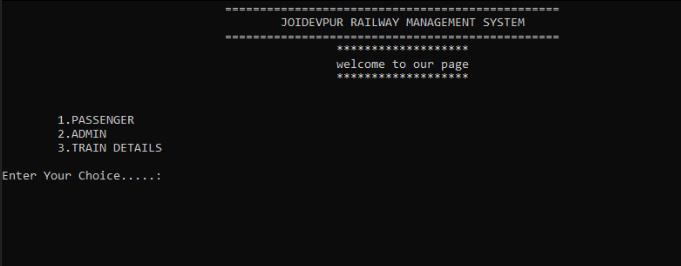 ================================================
JOIDEVPUR RAILWAY MANAGEMENT SYSTEM
================================================
*******************
welcome to our page
*******************
1.PASSENGER
2.ADMIN
3.TRAIN DETAILS
Enter Your Choice.....: